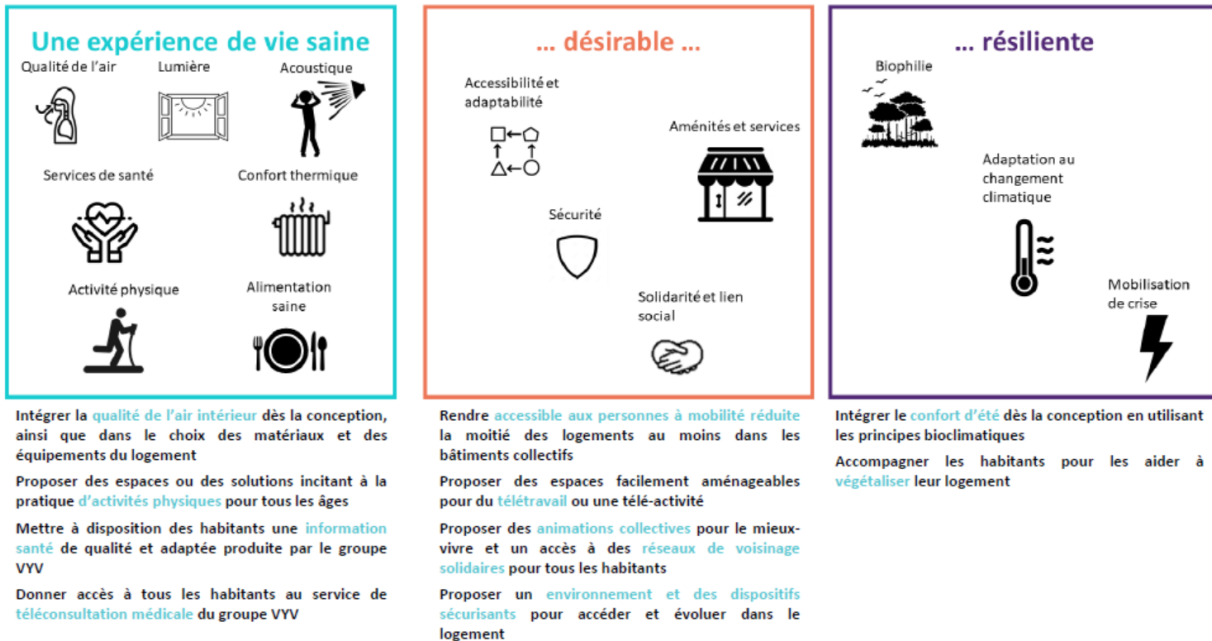 Une expérience de vie saine
Qualité de l'air
Lumière
Acoustique
Services de santé
Confort thermique
Activité physique
Alimentation
saine
Intégrer la qualité de l'air intérieur dès la conception,
ainsi que dans le choix des matériaux et des
équipements du logement
Proposer des espaces ou des solutions incitant à la
pratique d'activités physiques pour tous les âges
Mettre à disposition des habitants une information
santé de qualité et adaptée produite par le groupe
VYV
Donner accès à tous les habitants au service de
téléconsultation médicale du groupe VYV
... désirable ...
Accessibilité et
adaptabilité
Aménités et services
Sécurité
Solidarité et lien
social
Rendre accessible aux personnes à mobilité réduite
la moitié des logements au moins dans les
bâtiments collectifs
Proposer des espaces facilement aménageables
pour du télétravail ou une télé-activité
Proposer des animations collectives pour le mieux-
vivre et un accès à des réseaux de voisinage
solidaires pour tous les habitants
Proposer un environnement et des dispositifs
sécurisants pour accéder et évoluer dans le
logement
... résiliente
Biophilie
Adaptation au
changement
climatique
Mobilisation
de crise
Intégrer le confort d'été dès la conception en utilisant
les principes bioclimatiques
Accompagner les habitants pour les aider à
végétaliser leur logement